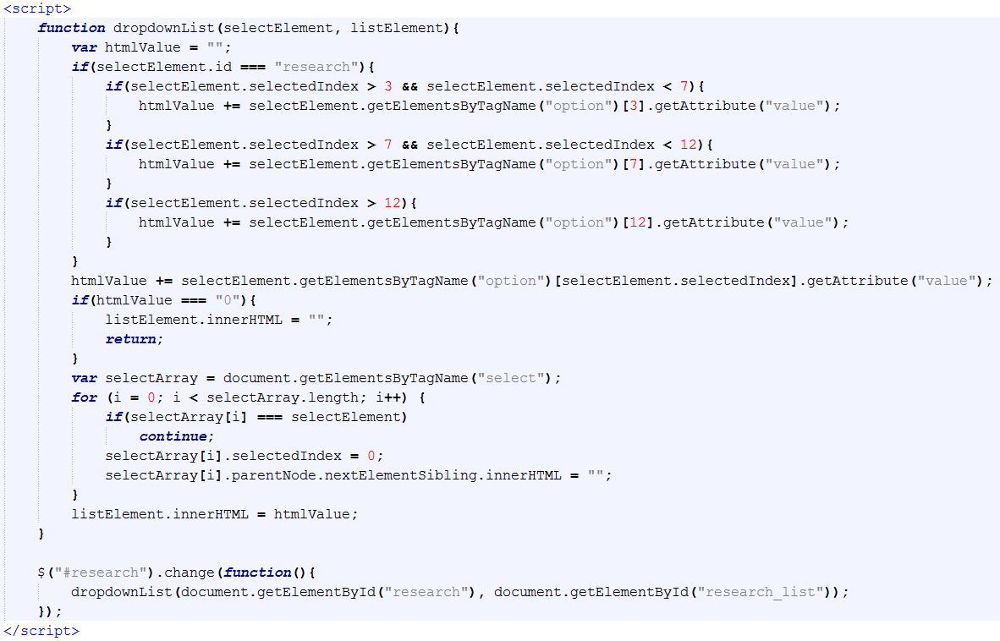 <script>
    function dropdownList(selectElement, listElement){
        var htmlValue = "";
        if(selectElement.id === "research"){
            if(selectElement.selectedIndex > 3 && selectElement.selectedIndex < 7){
                htmlValue += selectElement.getElementsByTagName("option")[3].getAttribute("value");
            }
            if(selectElement.selectedIndex > 7 && selectElement.selectedIndex < 12){
                htmlValue += selectElement.getElementsByTagName("option")[7].getAttribute("value");
            }
            if(selectElement.selectedIndex > 12){
                htmlValue += selectElement.getElementsByTagName("option")[12].getAttribute("value");
            }
        }
        htmlValue += selectElement.getElementsByTagName("option")[selectElement.selectedIndex].getAttribute("value");
        if(htmlValue === "0"){
            listElement.innerHTML = "";
            return;
        }
        var selectArray = document.getElementsByTagName("select");
        for (i = 0; i < selectArray.length; i++) {
            if(selectArray[i] === selectElement)
                continue;
            selectArray[i].selectedIndex = 0;
            selectArray[i].parentNode.nextElementSibling.innerHTML = "";
        }
        listElement.innerHTML = htmlValue;
    }

    $("#research").change(function(){
        dropdownList(document.getElementById("research"), document.getElementById("research_list"));
    });
</script>